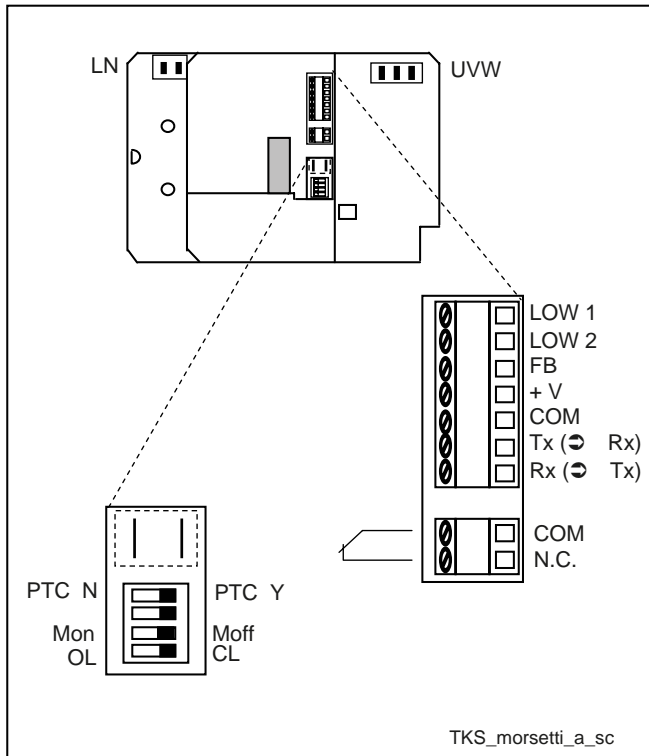 LN
UVW
LOW 1
LOW 2
FB
+ V
COM
Tx (➲ Rx)
Rx (➲ Tx)
COM
N.C.
PTC N PTC Y
Mon Moff
OL CL
TKS_morsetti_a_sc